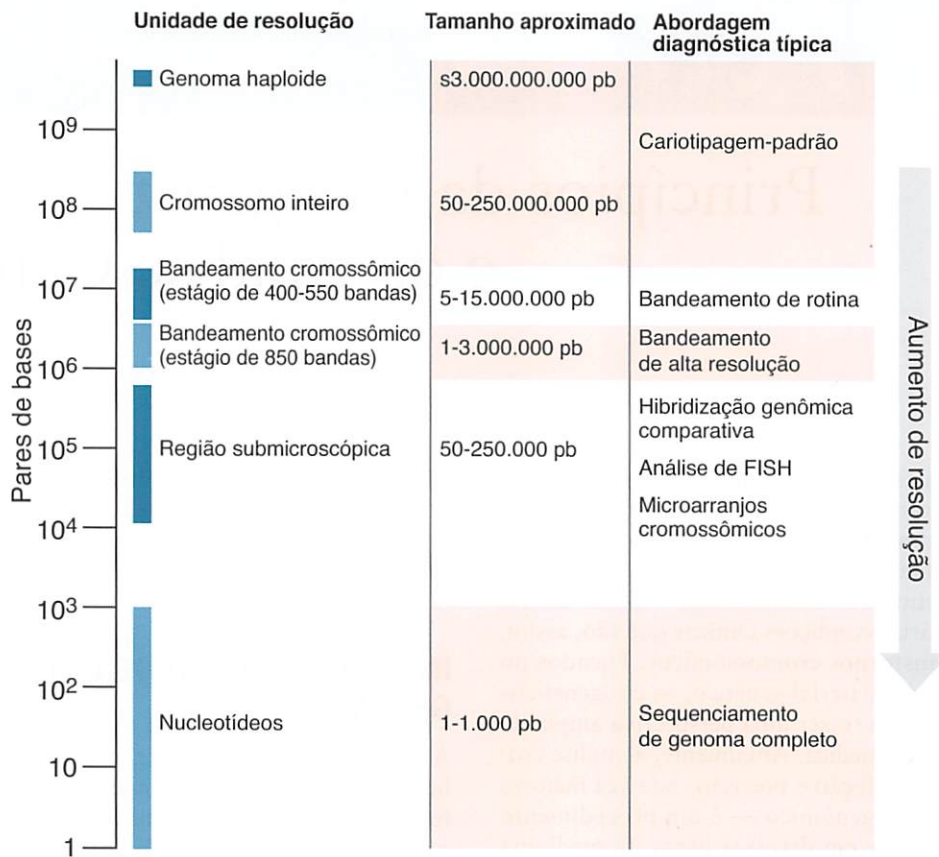 Unidade de resolução
Tamanho aproximado
Abordagem
diagnóstica típica
Genoma haploide
s3.000.000.000 pb
10⁹
Cariotipagem-padrão
10⁸
Cromossomo inteiro
50-250.000.000 pb
10⁷
Bandeamento cromossômico
(estágio de 400-550 bandas)
5-15.000.000 pb
Bandeamento de rotina
10⁶
Bandeamento cromossômico
(estágio de 850 bandas)
1-3.000.000 pb
Bandeamento
de alta resolução
10⁵
Região submicroscópica
50-250.000 pb
Hibridização genômica
comparativa
Análise de FISH
Microarranjos
cromossômicos
10⁴
10³
10²
Nucleotídeos
1-1.000 pb
Sequenciamento
de genoma completo
10
1
Pares de bases
Aumento de resolução